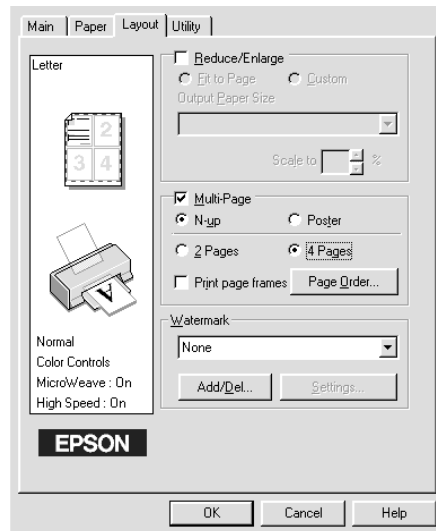 Main Paper Layout Utility
Letter
2
3 4
A
Normal
Color Controls
MicroWeave : On
High Speed : On
EPSON
Reduce/Enlarge
Fit to Page Custom
Output Paper Size
Scale to %
Multi-Page
N-up Poster
2 Pages 4 Pages
Print page frames Page Order...
Watermark
None
Add/Del... Settings...
OK Cancel Help